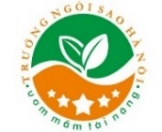 TRƯỜNG NGÔI SAO HÀ NỘI
ươm mầm tài năng